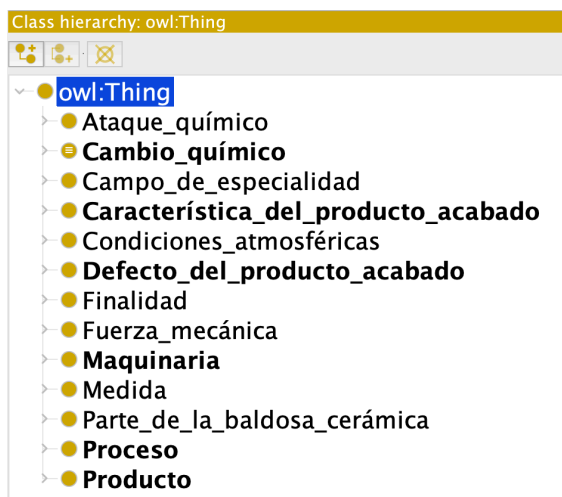 Class hierarchy: owl:Thing
owl:Thing
Ataque_químico
Cambio_químico
Campo_de_especialidad
Característica_del_producto_acabado
Condiciones_atmosféricas
Defecto_del_producto_acabado
Finalidad
Fuerza_mecánica
Maquinaria
Medida
Parte_de_la_baldosa_cerámica
Proceso
Producto